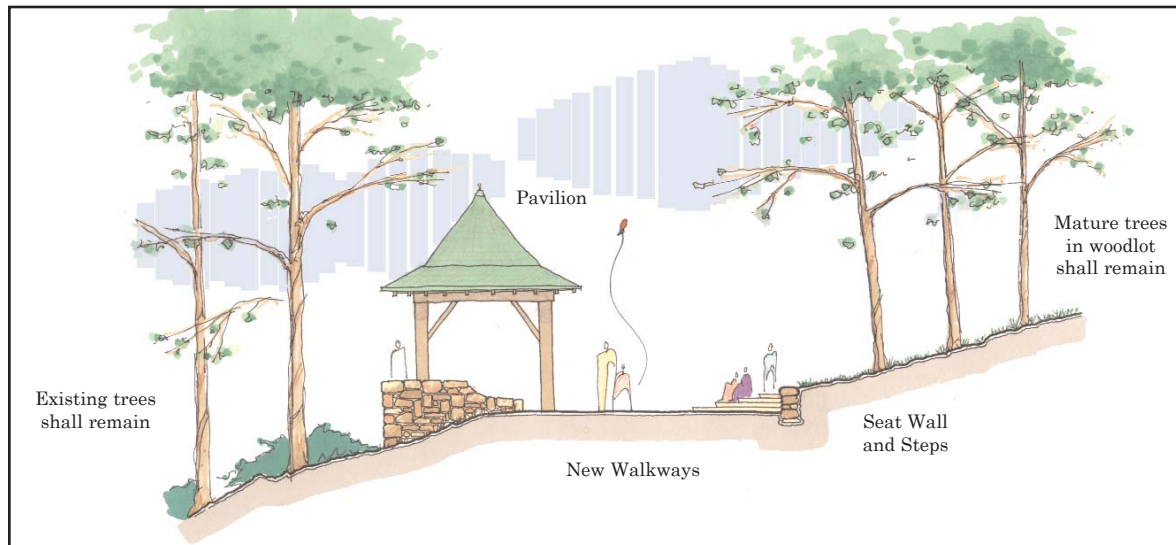 Pavilion
Mature trees
in woodlot
shall remain
Existing trees
shall remain
Seat Wall
and Steps
New Walkways